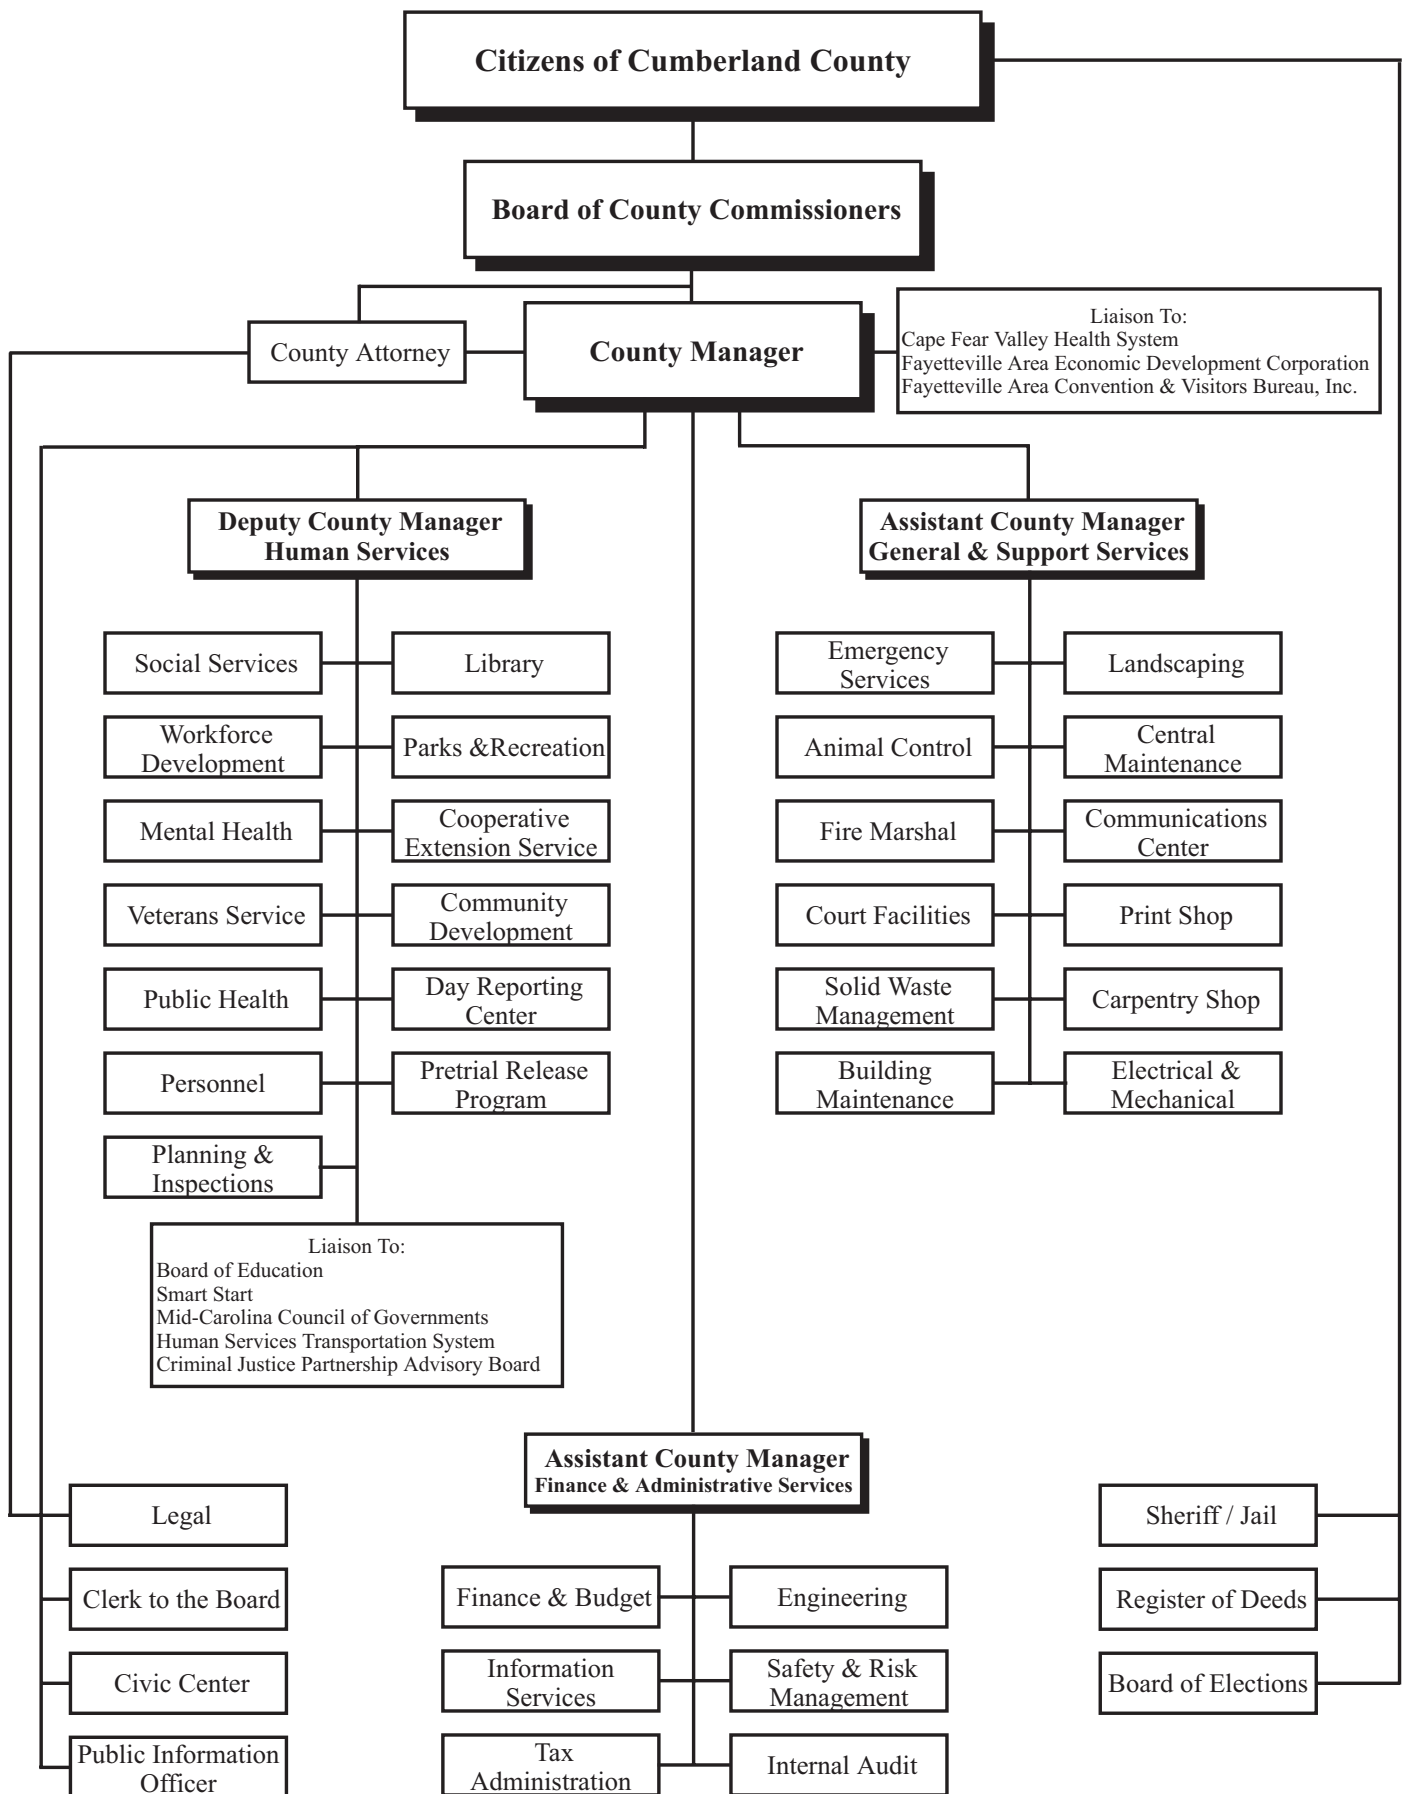 Citizens of Cumberland County
Board of County Commissioners
County Attorney
County Manager
Liaison To:
Cape Fear Valley Health System
Fayetteville Area Economic Development Corporation
Fayetteville Area Convention & Visitors Bureau, Inc.
Deputy County Manager
Human Services
Assistant County Manager
General & Support Services
Social Services
Library
Workforce
Development
Parks &Recreation
Mental Health
Cooperative
Extension Service
Veterans Service
Community
Development
Public Health
Day Reporting
Center
Personnel
Pretrial Release
Program
Planning &
Inspections
Liaison To:
Board of Education
Smart Start
Mid-Carolina Council of Governments
Human Services Transportation System
Criminal Justice Partnership Advisory Board
Emergency
Services
Landscaping
Animal Control
Central
Maintenance
Fire Marshal
Communications
Center
Court Facilities
Print Shop
Solid Waste
Management
Carpentry Shop
Building
Maintenance
Electrical &
Mechanical
Assistant County Manager
Finance & Administrative Services
Legal
Clerk to the Board
Civic Center
Public Information
Officer
Finance & Budget
Engineering
Information
Services
Safety & Risk
Management
Tax
Administration
Internal Audit
Sheriff / Jail
Register of Deeds
Board of Elections